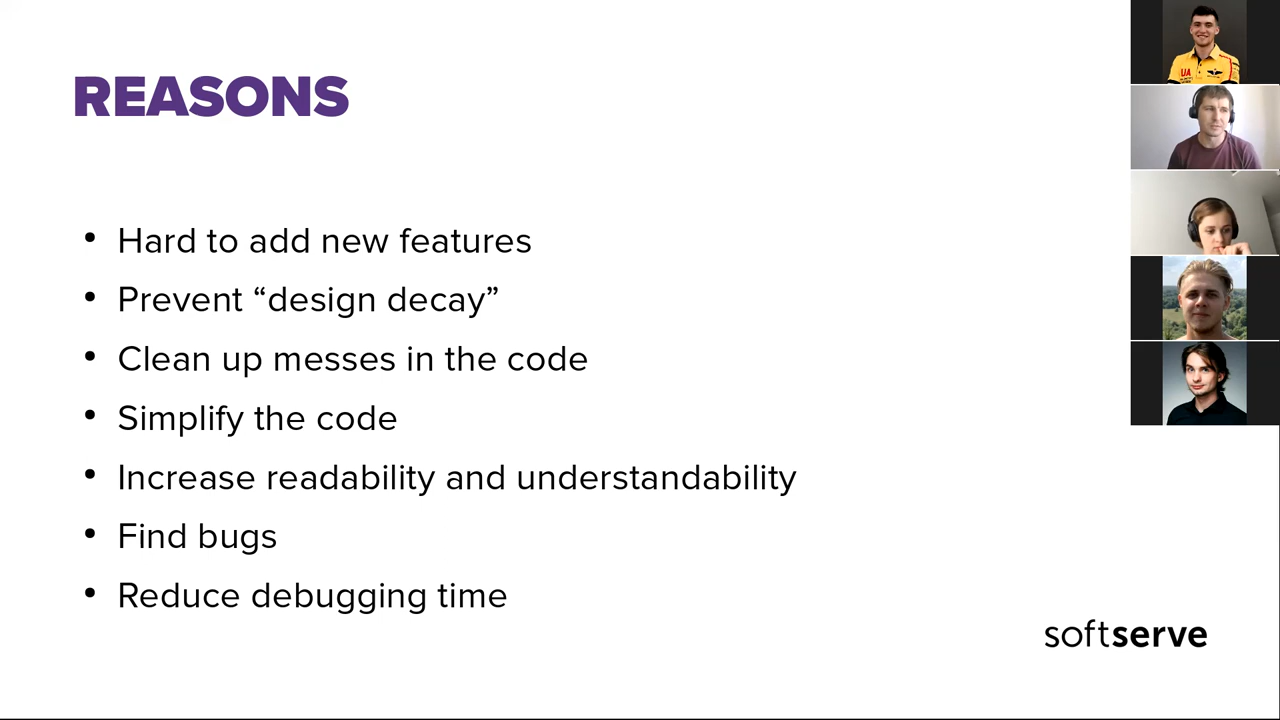 REASONS
• Hard to add new features
• Prevent “design decay”
• Clean up messes in the code
• Simplify the code
• Increase readability and understandability
• Find bugs
• Reduce debugging time
softserve
UA